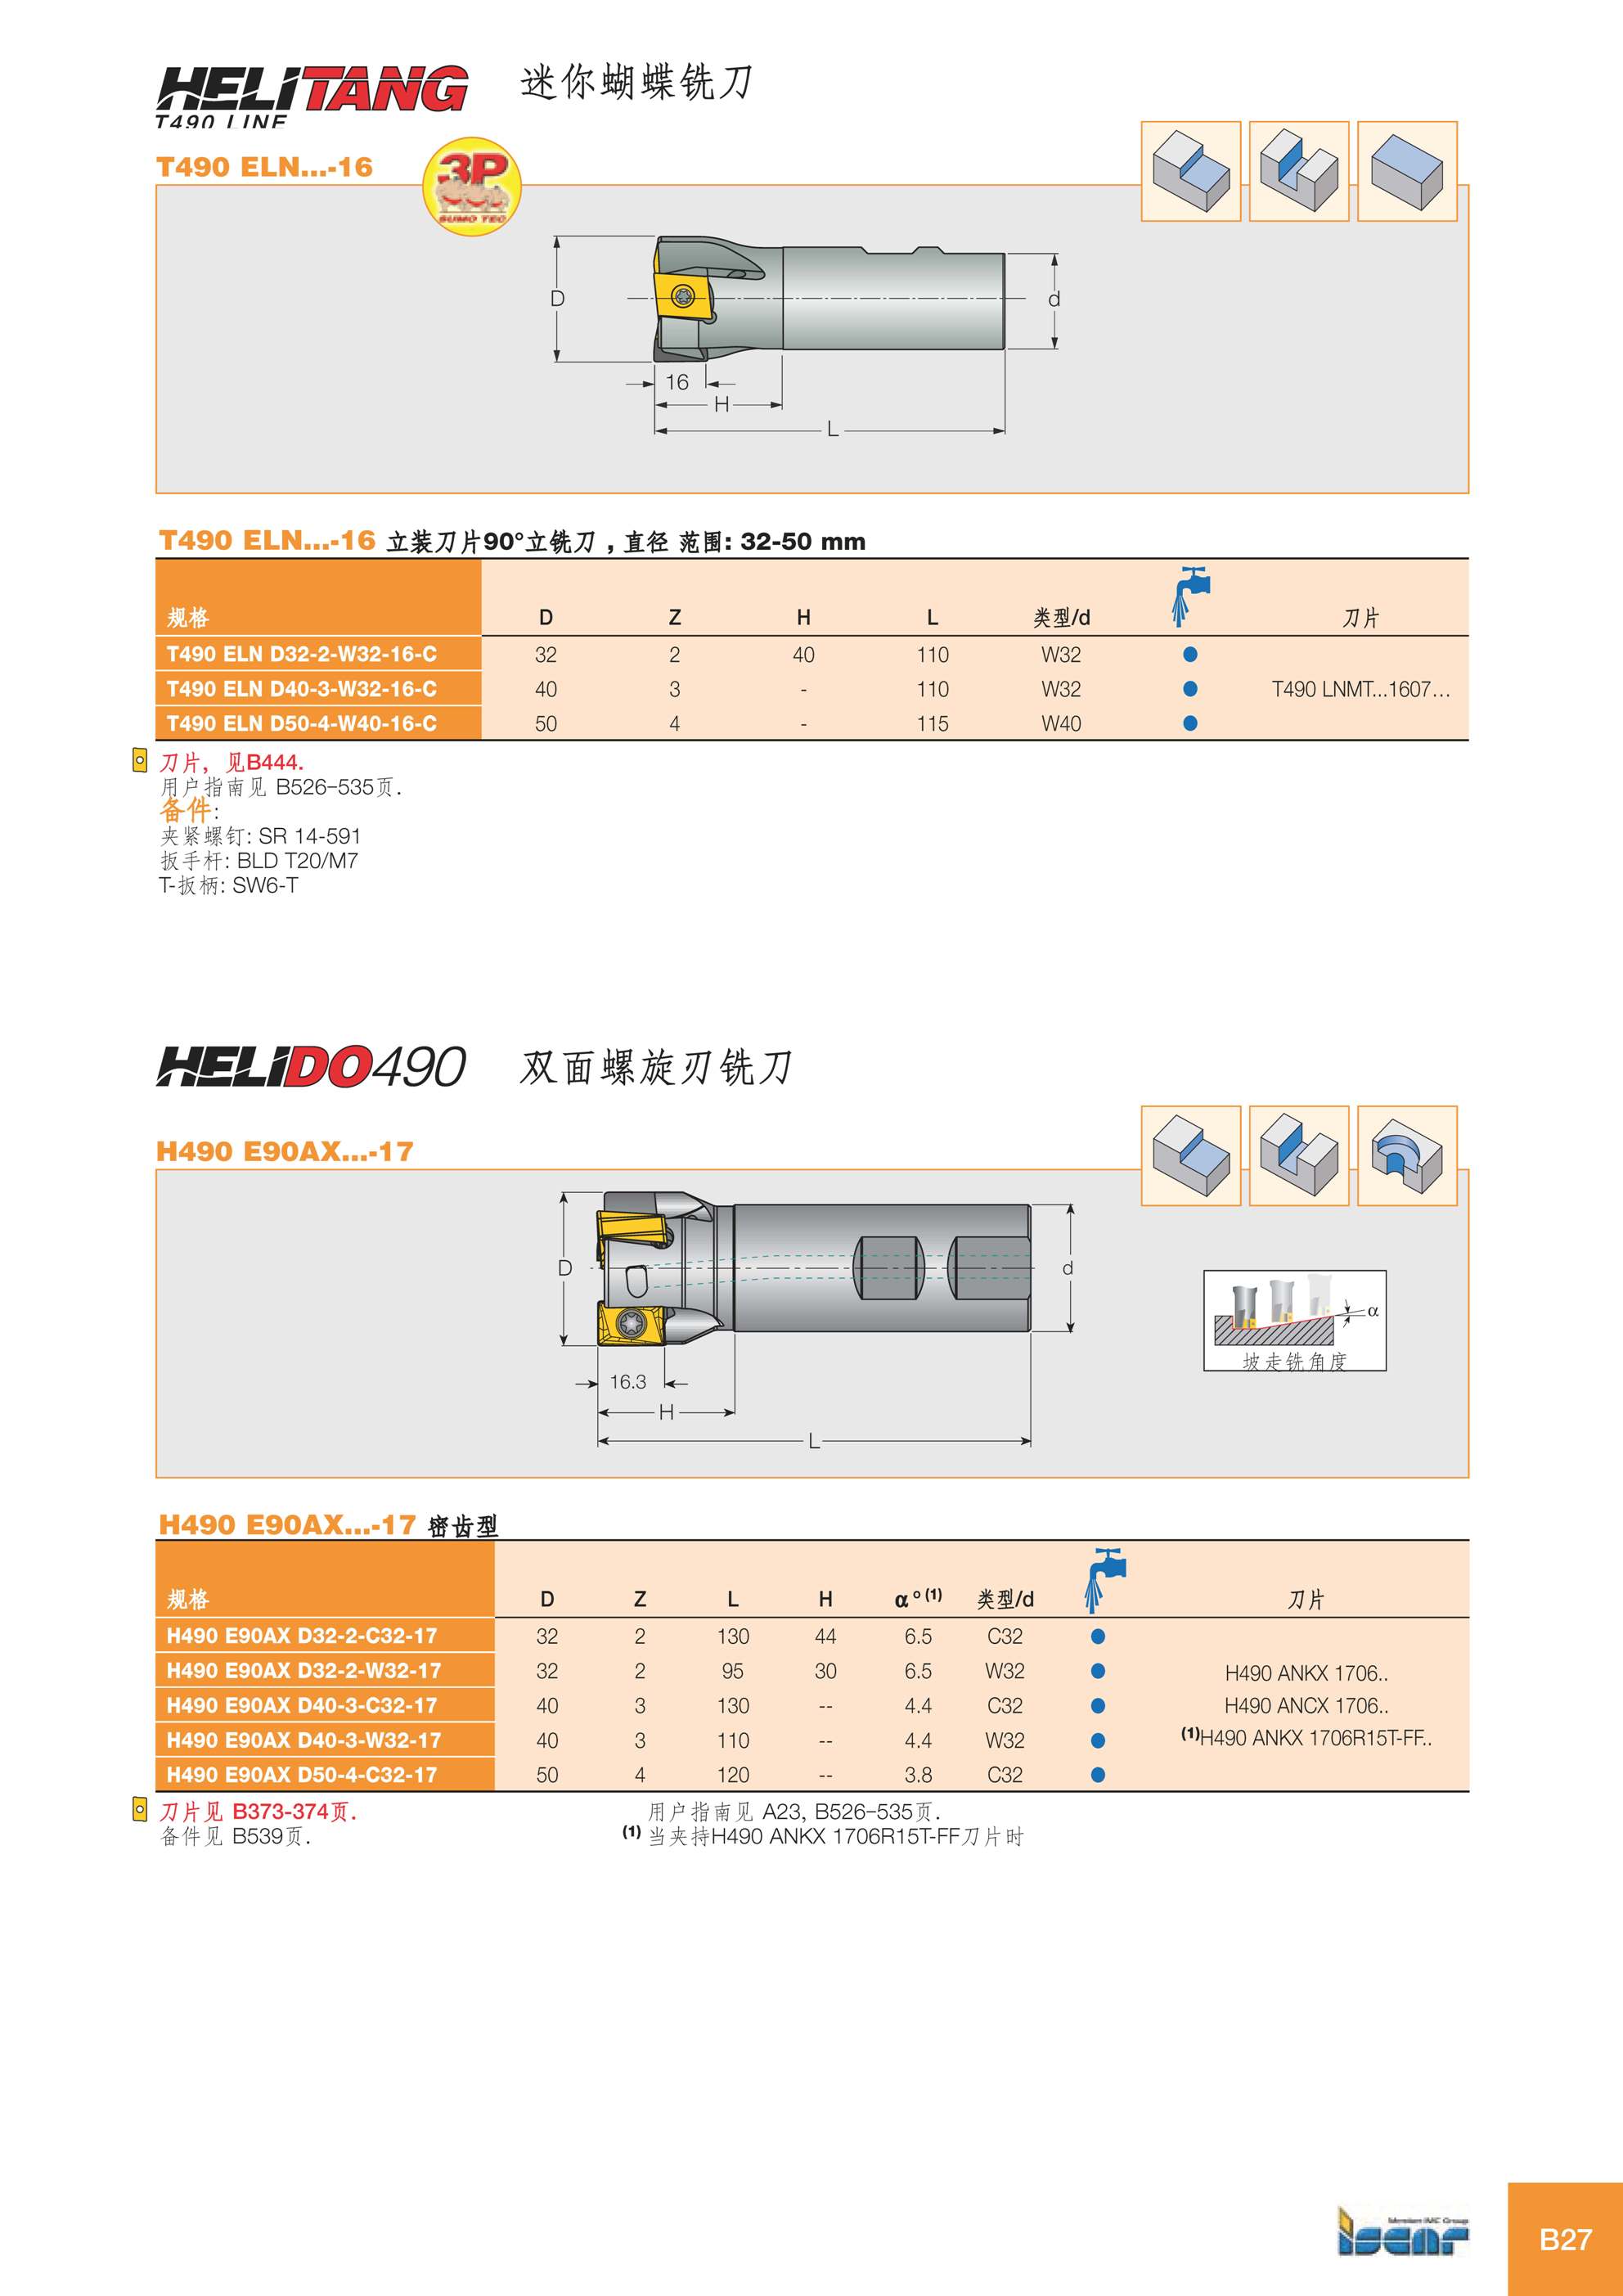 HELITANG 迷你蝴蝶铣刀
T490 LINE
T490 ELN...-16
3P
SUMO TEC
D
d
16
H
L
T490 ELN...-16 立装刀片90°立铣刀 , 直径 范围: 32-50 mm
规格 D Z H L 类型/d 刀片
T490 ELN D32-2-W32-16-C 32 2 40 110 W32
T490 ELN D40-3-W32-16-C 40 3 - 110 W32 T490 LNMT...1607...
T490 ELN D50-4-W40-16-C 50 4 - 115 W40
刀片, 见B444.
用户指南见 B526-535页.
备件:
夹紧螺钉: SR 14-591
扳手杆: BLD T20/M7
T-扳柄: SW6-T
HELIDO490 双面螺旋刃铣刀
H490 E90AX...-17
D
d
α
坡走铣角度
16.3
H
L
H490 E90AX...-17 密齿型
规格 D Z L H α°(1) 类型/d 刀片
H490 E90AX D32-2-C32-17 32 2 130 44 6.5 C32
H490 E90AX D32-2-W32-17 32 2 95 30 6.5 W32 H490 ANKX 1706..
H490 E90AX D40-3-C32-17 40 3 130 -- 4.4 C32 H490 ANCX 1706..
H490 E90AX D40-3-W32-17 40 3 110 -- 4.4 W32 (1)H490 ANKX 1706R15T-FF..
H490 E90AX D50-4-C32-17 50 4 120 -- 3.8 C32
刀片见 B373-374页. 用户指南见 A23, B526-535页.
备件见 B539页. (1) 当夹持H490 ANKX 1706R15T-FF刀片时
Member IMC Group
iscar
B27